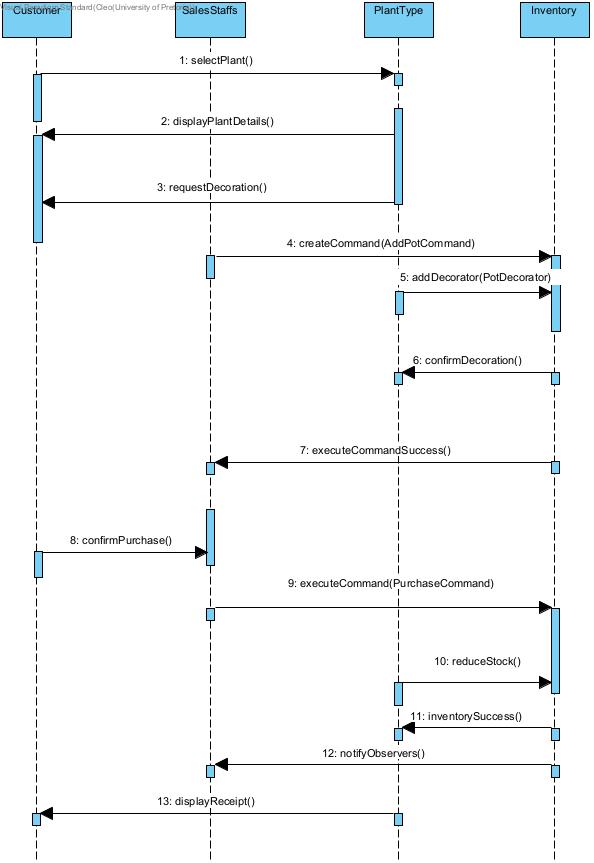 Visual Paradigm Standard(Cleo(University of Pretoria))
Customer
SalesStaffs
PlantType
Inventory
1: selectPlant()
2: displayPlantDetails()
3: requestDecoration()
4: createCommand(AddPotCommand)
5: addDecorator(PotDecorator)
6: confirmDecoration()
7: executeCommandSuccess()
8: confirmPurchase()
9: executeCommand(PurchaseCommand)
10: reduceStock()
11: inventorySuccess()
12: notifyObservers()
13: displayReceipt()